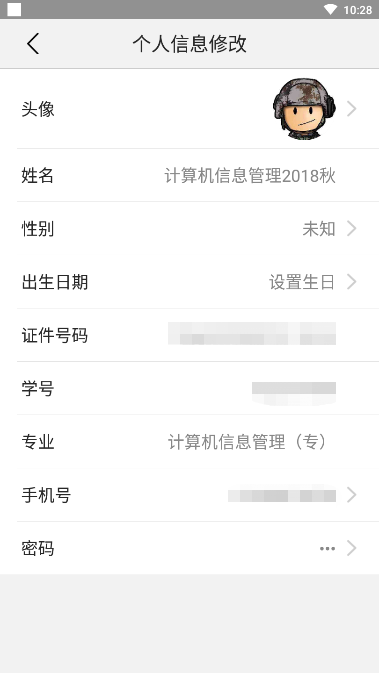 10:28
个人信息修改
头像
姓名 计算机信息管理2018秋
性别 未知
出生日期 设置生日
证件号码
学号
专业 计算机信息管理（专）
手机号
密码 •••